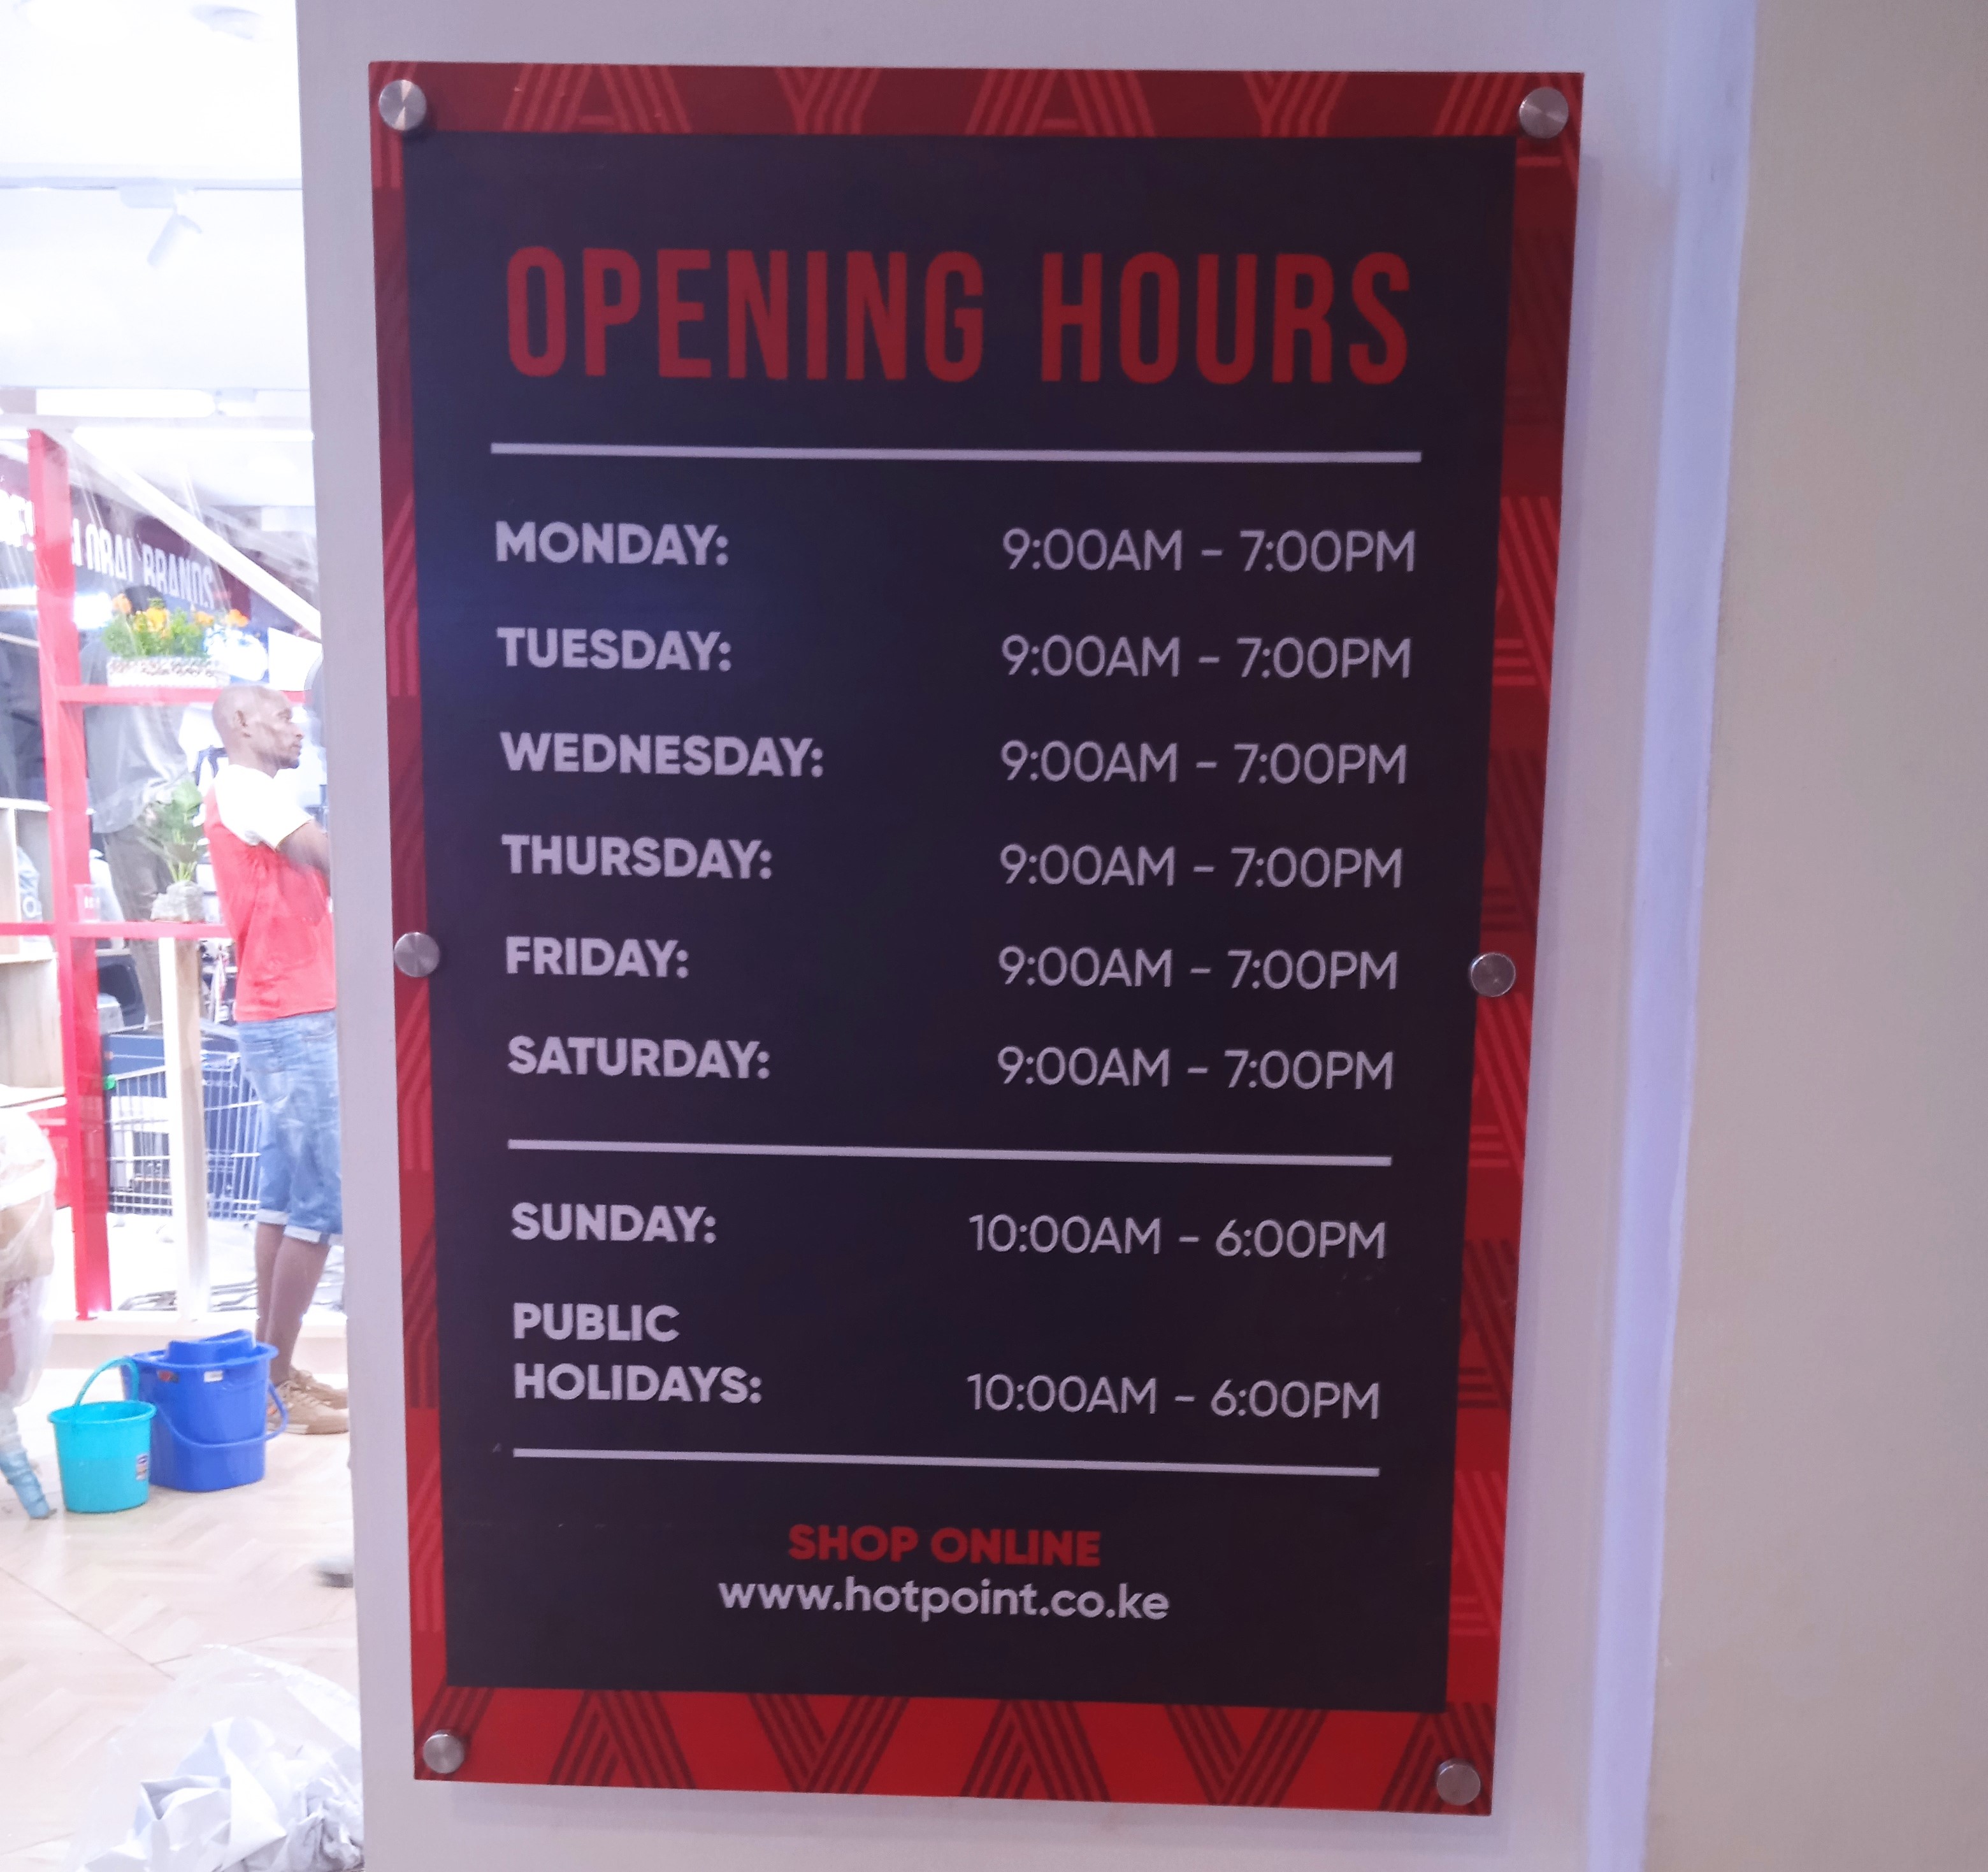 OPENING HOURS
MONDAY: 9:00AM - 7:00PM
TUESDAY: 9:00AM - 7:00PM
WEDNESDAY: 9:00AM - 7:00PM
THURSDAY: 9:00AM - 7:00PM
FRIDAY: 9:00AM - 7:00PM
SATURDAY: 9:00AM - 7:00PM
SUNDAY: 10:00AM - 6:00PM
PUBLIC
HOLIDAYS: 10:00AM - 6:00PM
SHOP ONLINE
www.hotpoint.co.ke
BRANDS